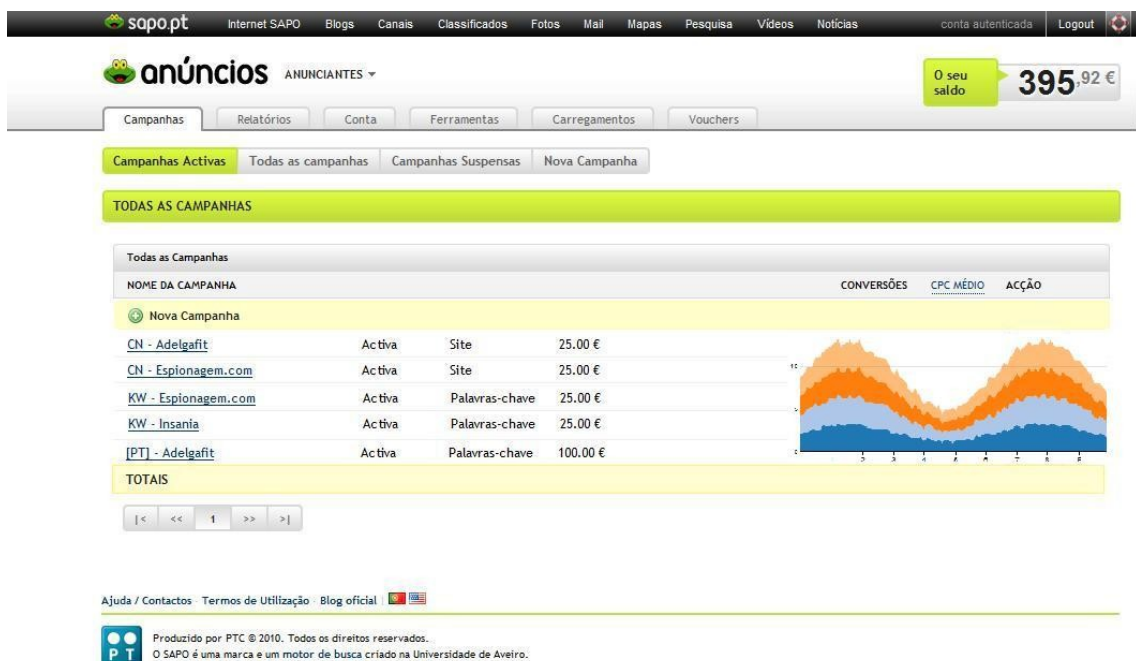 sapo.pt Internet SAPO Blogs Canais Classificados Fotos Mail Mapas Pesquisa Vídeos Notícias conta autenticada Logout
anúncios ANUNCIANTES
O seu saldo 395,92 €
Campanhas Relatórios Conta Ferramentas Carregamentos Vouchers
Campanhas Activas Todas as campanhas Campanhas Suspensas Nova Campanha
TODAS AS CAMPANHAS
Todas as Campanhas
NOME DA CAMPANHA CONVERSÕES CPC MÉDIO ACÇÃO
Nova Campanha
CN - Adelgafit Activa Site 25.00 €
CN - Espionagem.com Activa Site 25.00 €
KW - Espionagem.com Activa Palavras-chave 25.00 €
KW - Insania Activa Palavras-chave 25.00 €
[PT] - Adelgafit Activa Palavras-chave 100.00 €
TOTAIS
|< << 1 >> >|
Ajuda / Contactos Termos de Utilização Blog oficial
PT Produzido por PTC © 2010. Todos os direitos reservados.
O SAPO é uma marca e um motor de busca criado na Universidade de Aveiro.